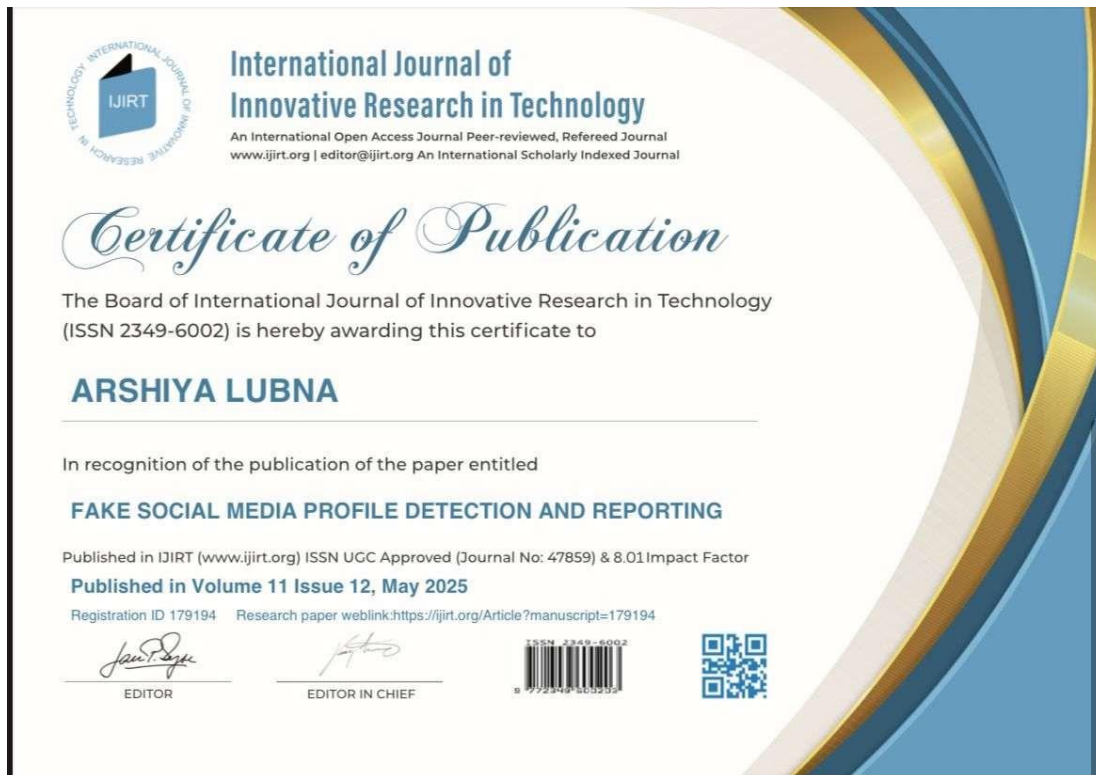 INTERNATIONAL JOURNAL OF INNOVATIVE RESEARCH IN TECHNOLOGY
IJIRT
International Journal of
Innovative Research in Technology
An International Open Access Journal Peer-reviewed, Refereed Journal
www.ijirt.org | editor@ijirt.org An International Scholarly Indexed Journal
Certificate of Publication
The Board of International Journal of Innovative Research in Technology
(ISSN 2349-6002) is hereby awarding this certificate to
ARSHIYA LUBNA
In recognition of the publication of the paper entitled
FAKE SOCIAL MEDIA PROFILE DETECTION AND REPORTING
Published in IJIRT (www.ijirt.org) ISSN UGC Approved (Journal No: 47859) & 8.01 Impact Factor
Published in Volume 11 Issue 12, May 2025
Registration ID 179194 Research paper weblink:https://ijirt.org/Article?manuscript=179194
ISSN 2349-6002
EDITOR
EDITOR IN CHIEF